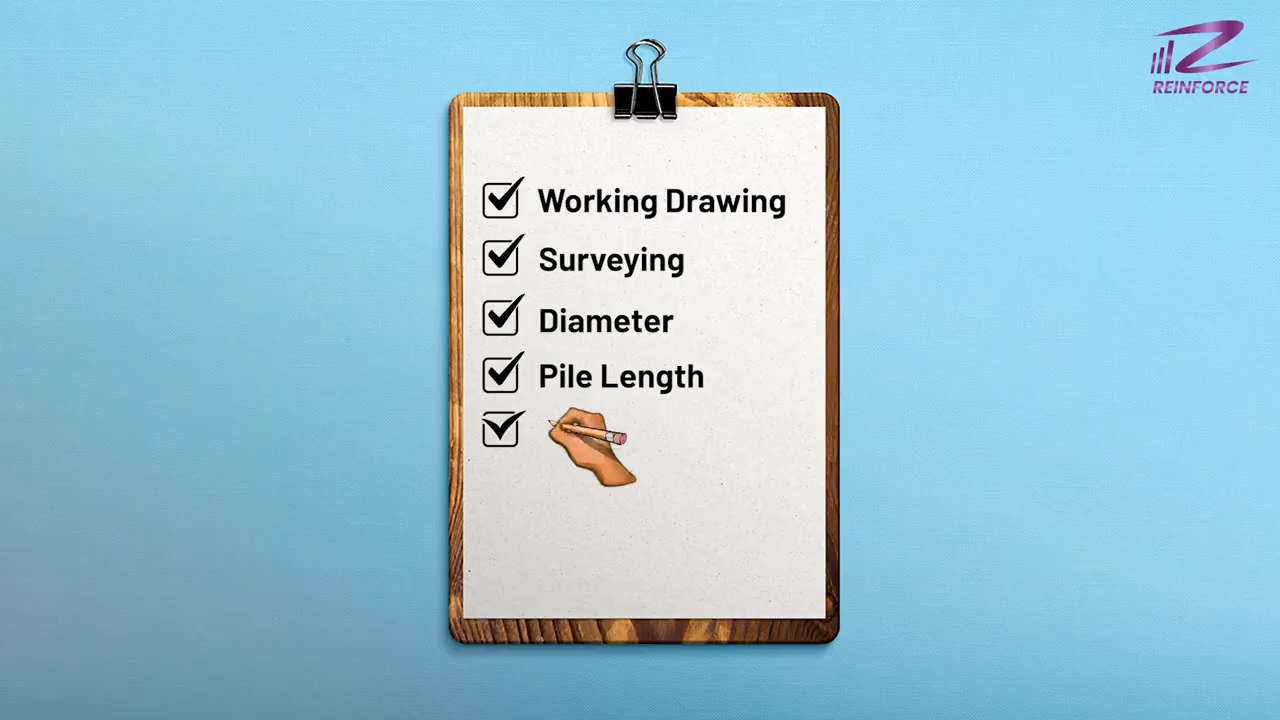 REINFORCE
Working Drawing
Surveying
Diameter
Pile Length